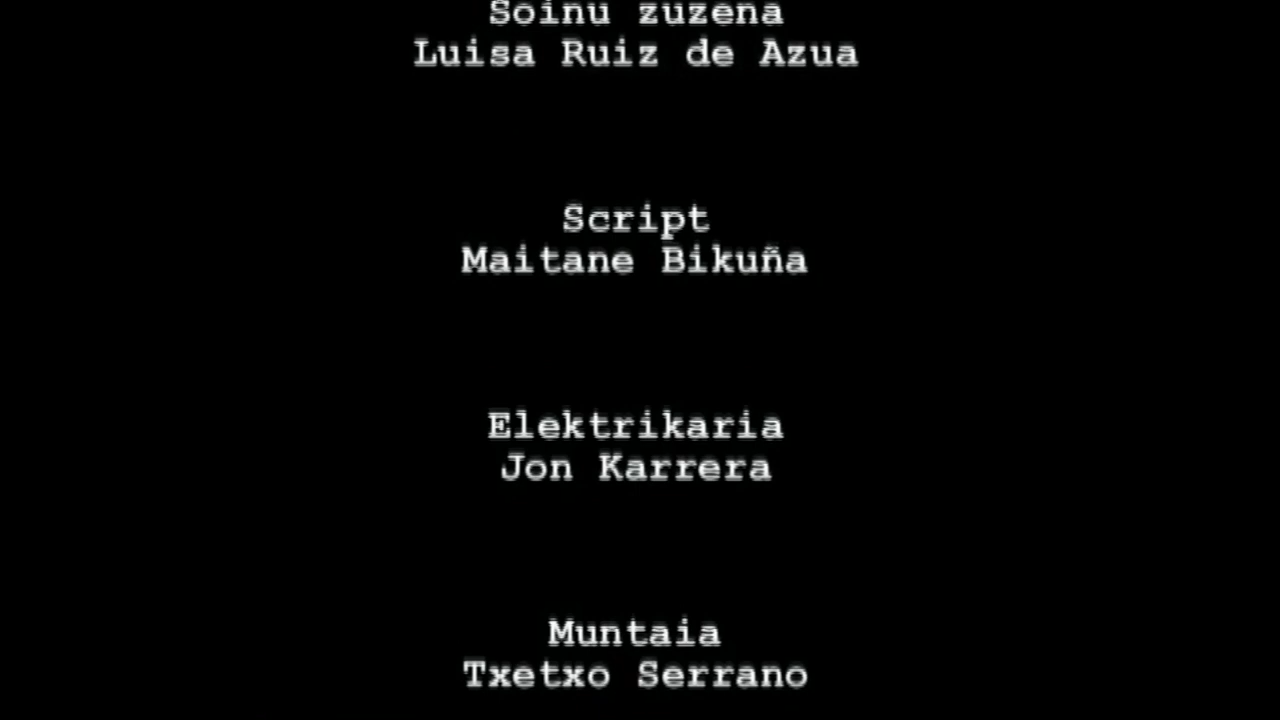 Soinu zuzena
Luisa Ruiz de Azua
Script
Maitane Bikuña
Elektrikaria
Jon Karrera
Muntaia
Txetxo Serrano